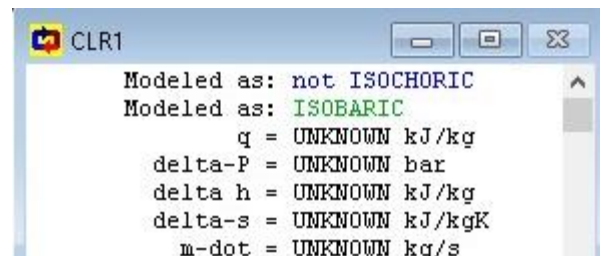 CLR1
Modeled as: not ISOCHORIC
Modeled as: ISOBARIC
q = UNKNOWN kJ/kg
delta-P = UNKNOWN bar
delta h = UNKNOWN kJ/kg
delta-s = UNKNOWN kJ/kgK
m-dot = UNKNOWN kg/s